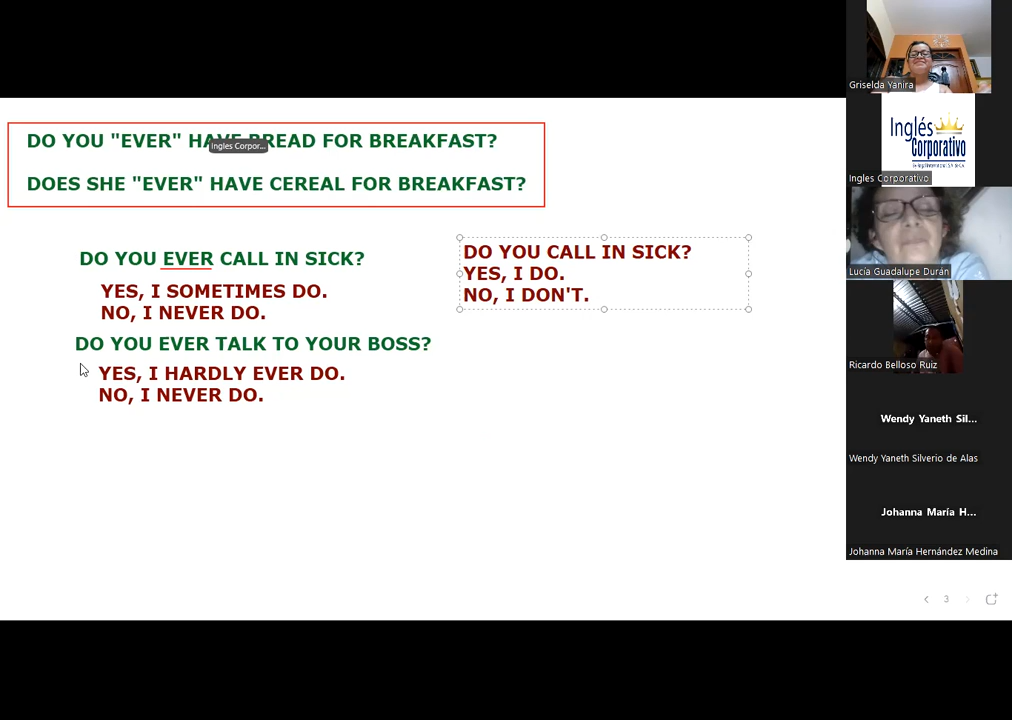 DO YOU "EVER" HAVE BREAD FOR BREAKFAST?
Ingles Corpor...
DOES SHE "EVER" HAVE CEREAL FOR BREAKFAST?
DO YOU EVER CALL IN SICK?
YES, I SOMETIMES DO.
NO, I NEVER DO.
DO YOU EVER TALK TO YOUR BOSS?
YES, I HARDLY EVER DO.
NO, I NEVER DO.
DO YOU CALL IN SICK?
YES, I DO.
NO, I DON'T.
Griselda Yanira
Inglés
Corporativo
Ingles Corporativo
Lucía Guadalupe Durán
Ricardo Belloso Ruiz
Wendy Yaneth Sil...
Wendy Yaneth Silverio de Alas
Johanna María H...
Johanna María Hernández Medina
3